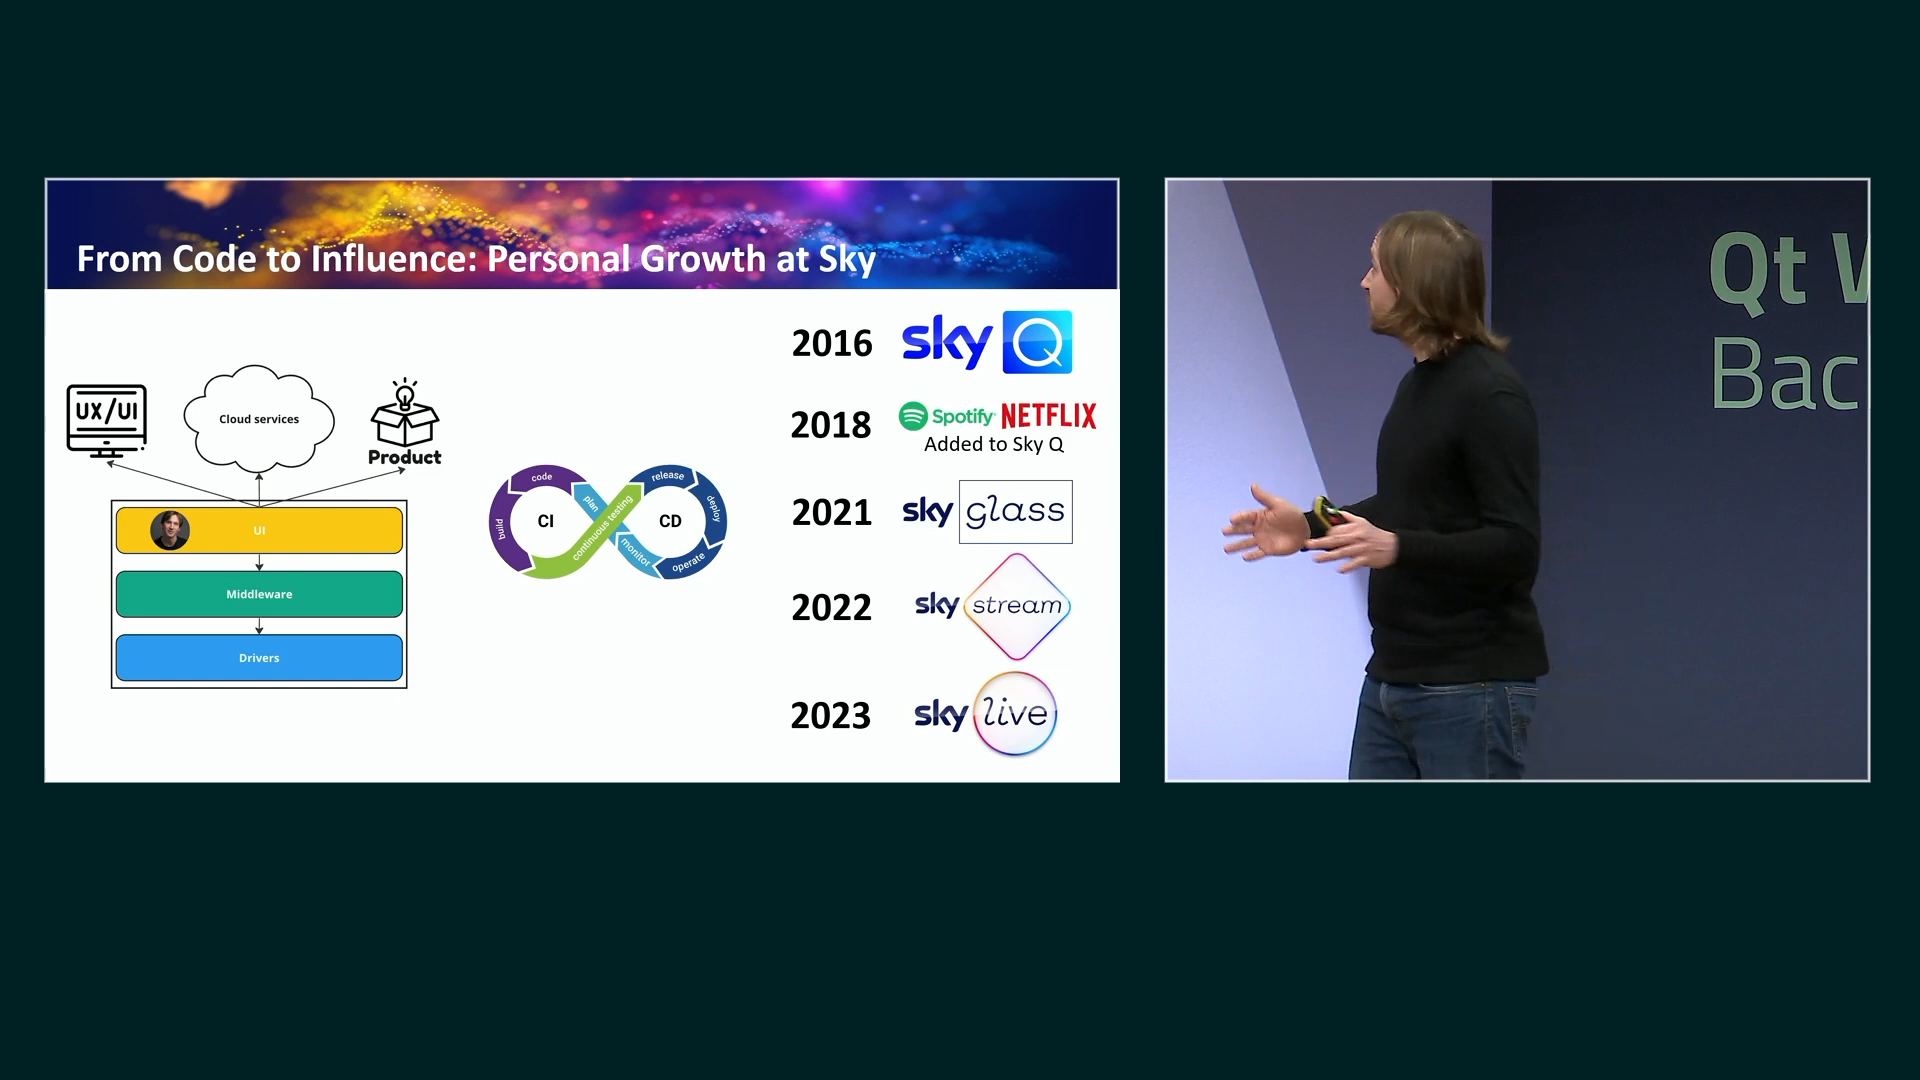 From Code to Influence: Personal Growth at Sky
UX/UI
Cloud services
Product
UI
Middleware
Drivers
CI
CD
code
build
plan
continuous testing
monitor
release
deploy
operate
2016 sky Q
2018 Spotify NETFLIX
Added to Sky Q
2021 sky glass
2022 sky stream
2023 sky live
Qt
Bac